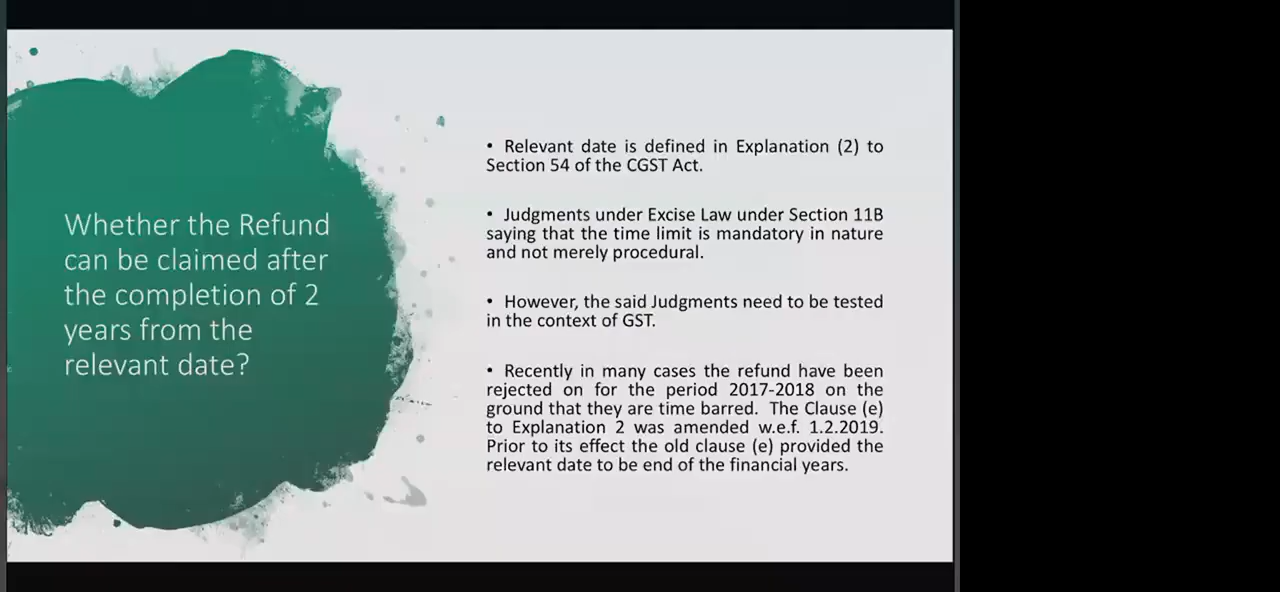 Whether the Refund
can be claimed after
the completion of 2
years from the
relevant date?
• Relevant date is defined in Explanation (2) to
Section 54 of the CGST Act.
• Judgments under Excise Law under Section 11B
saying that the time limit is mandatory in nature
and not merely procedural.
• However, the said Judgments need to be tested
in the context of GST.
• Recently in many cases the refund have been
rejected on for the period 2017-2018 on the
ground that they are time barred. The Clause (e)
to Explanation 2 was amended w.e.f. 1.2.2019.
Prior to its effect the old clause (e) provided the
relevant date to be end of the financial years.